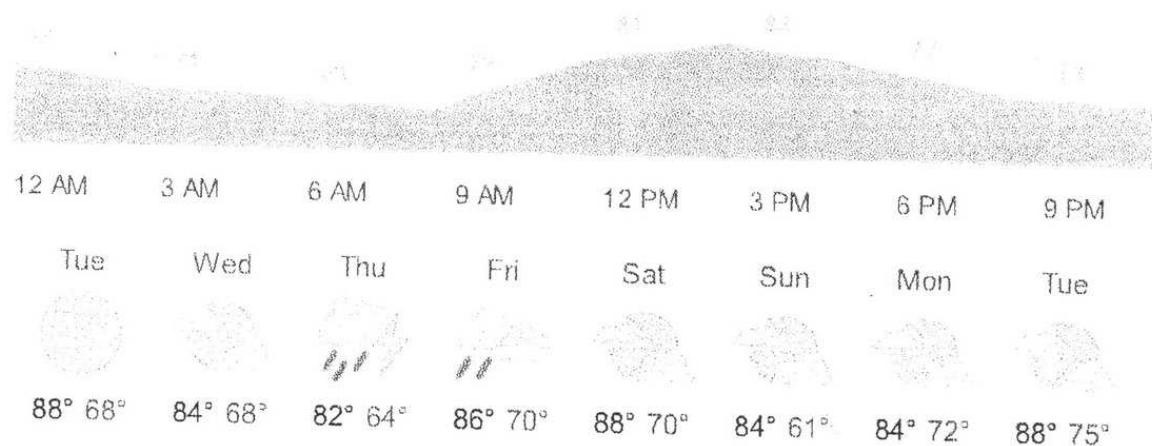 12 AM 3 AM 6 AM 9 AM 12 PM 3 PM 6 PM 9 PM
Tue Wed Thu Fri Sat Sun Mon Tue
88° 68° 84° 68° 82° 64° 86° 70° 88° 70° 84° 61° 84° 72° 88° 75°